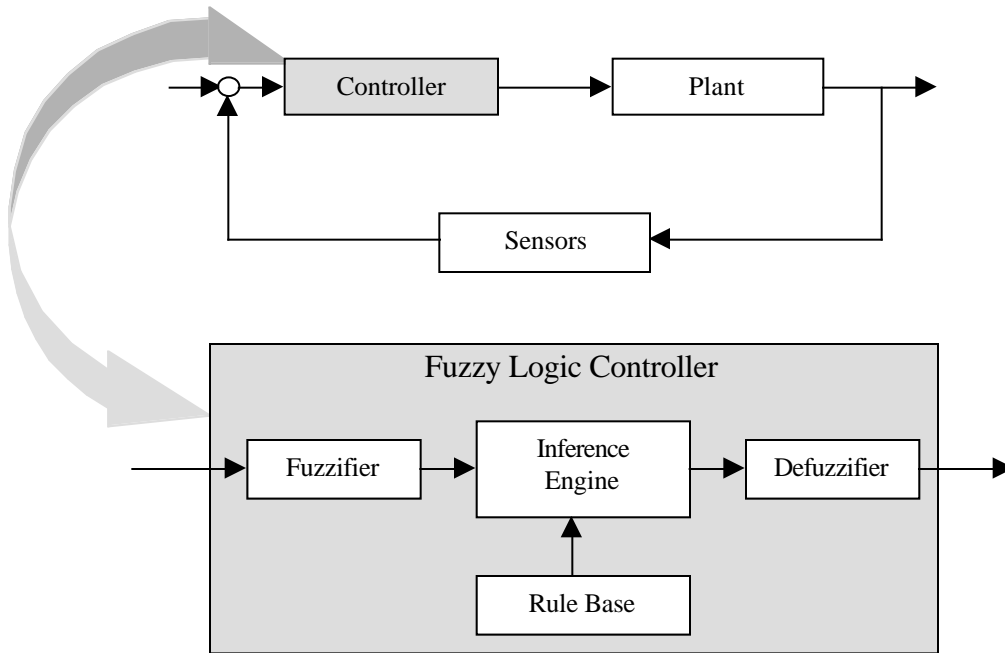 Controller
Plant
Sensors
Fuzzy Logic Controller
Fuzzifier
Inference
Engine
Defuzzifier
Rule Base